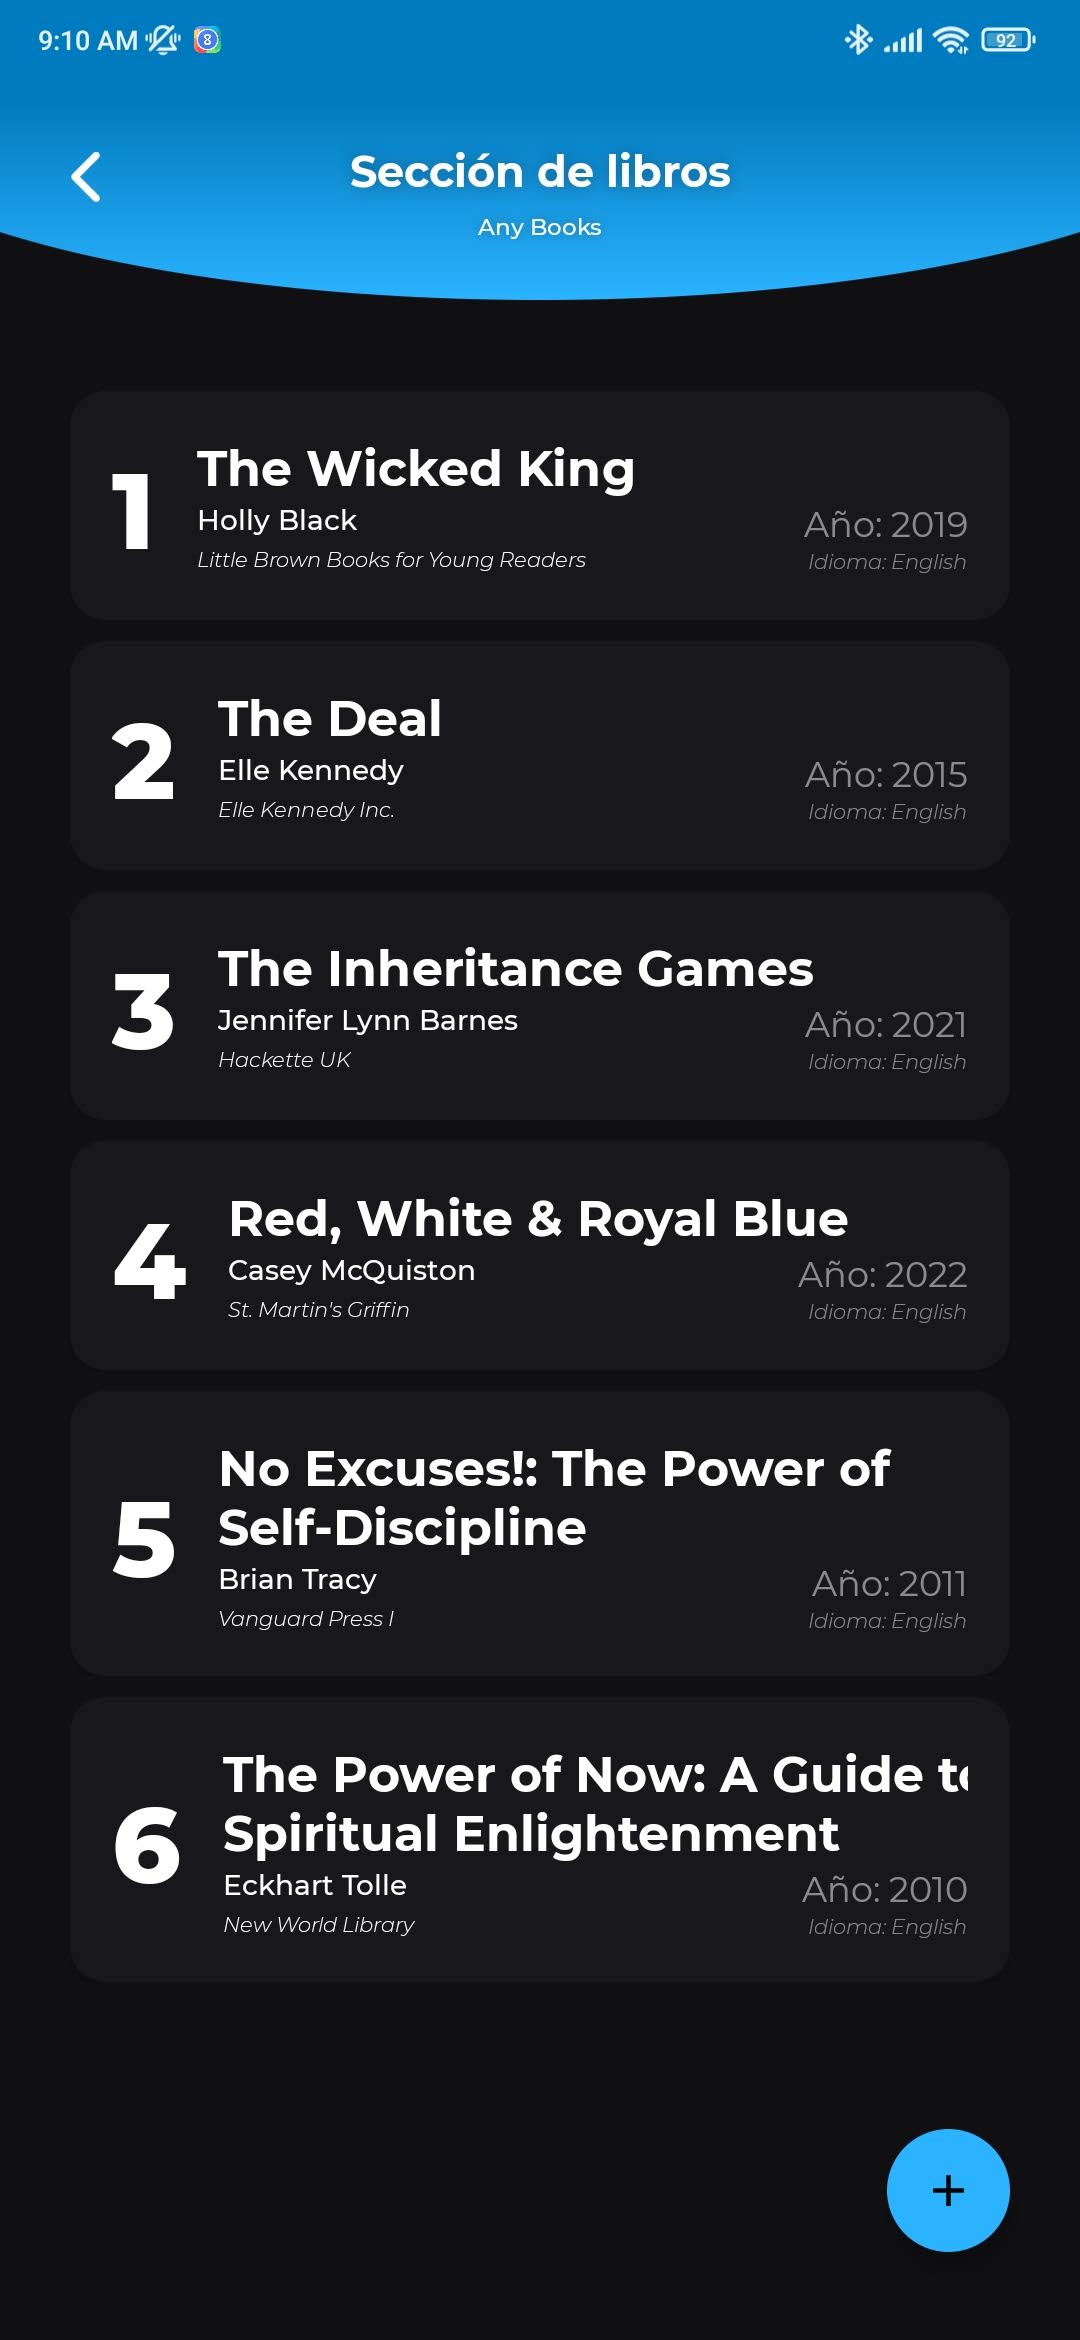 9:10 AM
8
92
Sección de libros
Any Books
1
The Wicked King
Holly Black
Little Brown Books for Young Readers
Año: 2019
Idioma: English
2
The Deal
Elle Kennedy
Elle Kennedy Inc.
Año: 2015
Idioma: English
3
The Inheritance Games
Jennifer Lynn Barnes
Hackette UK
Año: 2021
Idioma: English
4
Red, White & Royal Blue
Casey McQuiston
St. Martin's Griffin
Año: 2022
Idioma: English
5
No Excuses!: The Power of
Self-Discipline
Brian Tracy
Vanguard Press I
Año: 2011
Idioma: English
6
The Power of Now: A Guide to
Spiritual Enlightenment
Eckhart Tolle
New World Library
Año: 2010
Idioma: English
+